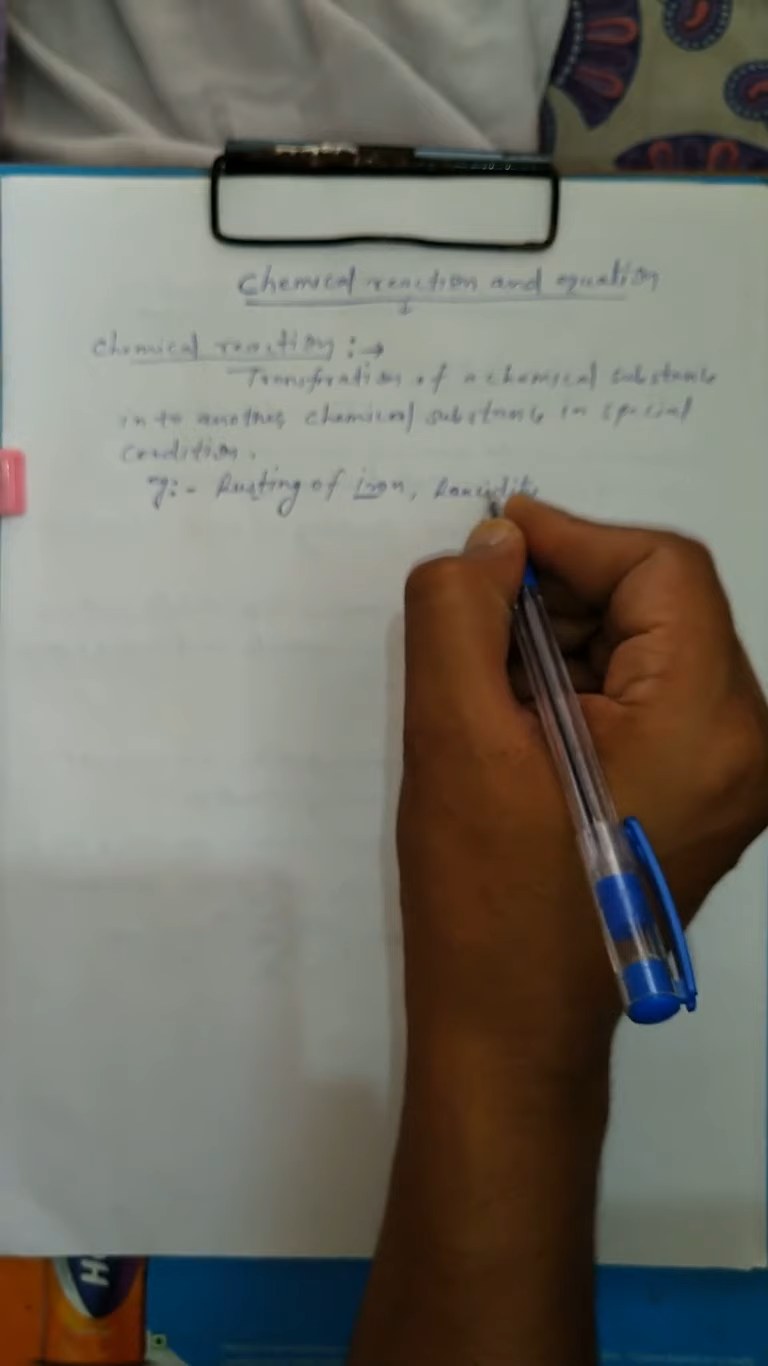 Chemical reaction and equation
Chemical reaction :→
Transfration of a chemical substance
in to another chemical substance in special
condition.
eg:- Rusting of iron, Rancidity
H